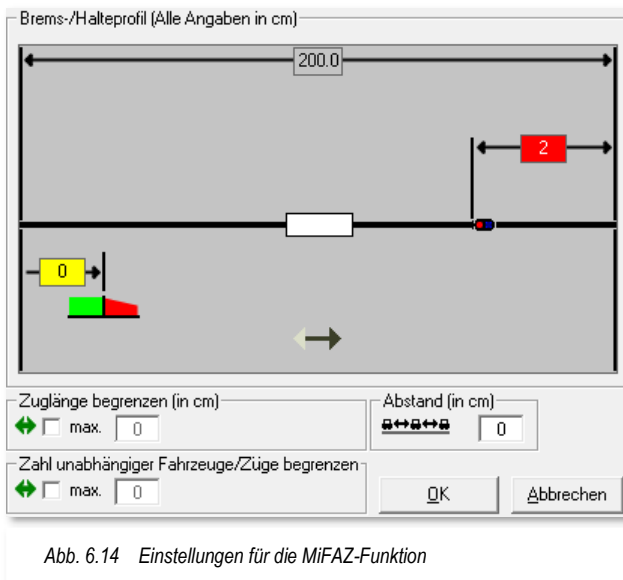 Brems-/Halteprofil (Alle Angaben in cm)
200.0
2
0
Zuglänge begrenzen (in cm)
max. 0
Abstand (in cm)
0
Zahl unabhängiger Fahrzeuge/Züge begrenzen
max. 0
OK
Abbrechen
Abb. 6.14 Einstellungen für die MiFAZ-Funktion